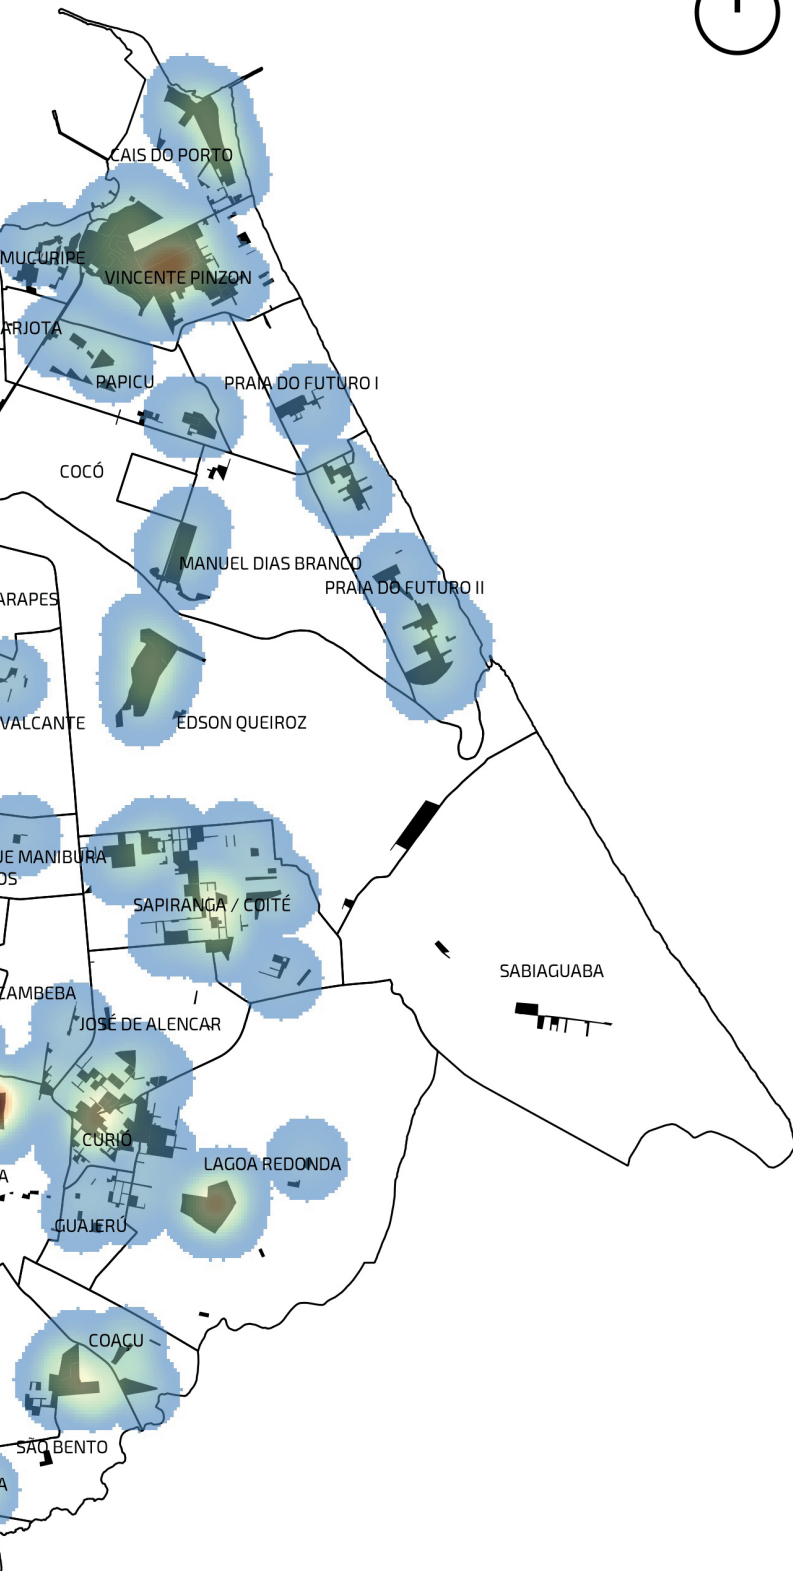 CAIS DO PORTO
MUCURIPE
VINCENTE PINZON
ARJOTA
PAPICU
PRAIA DO FUTURO I
COCÓ
MANUEL DIAS BRANCO
PRAIA DO FUTURO II
ARAPES
VALCANTE
EDSON QUEIROZ
UE MANIBURA
OS
SAPIRANGA / COITÉ
SABIAGUABA
CAMBEBA
JOSÉ DE ALENCAR
CURIÓ
LAGOA REDONDA
A
GUAJERÚ
COAÇU
SÃO BENTO
A